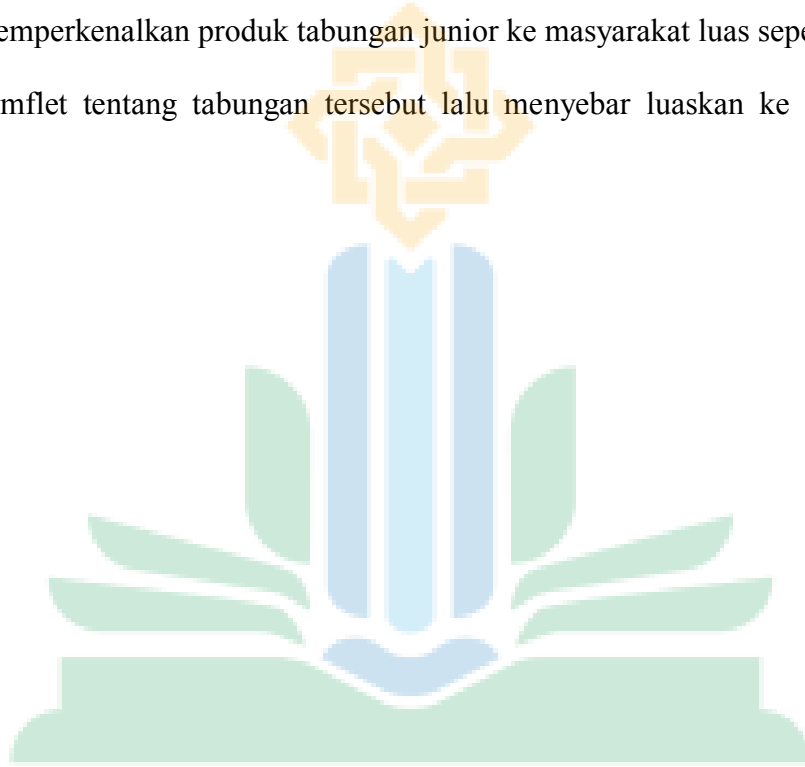 emperkenalkan produk tabungan junior ke masyarakat luas sepe
mflet tentang tabungan tersebut lalu menyebar luaskan ke